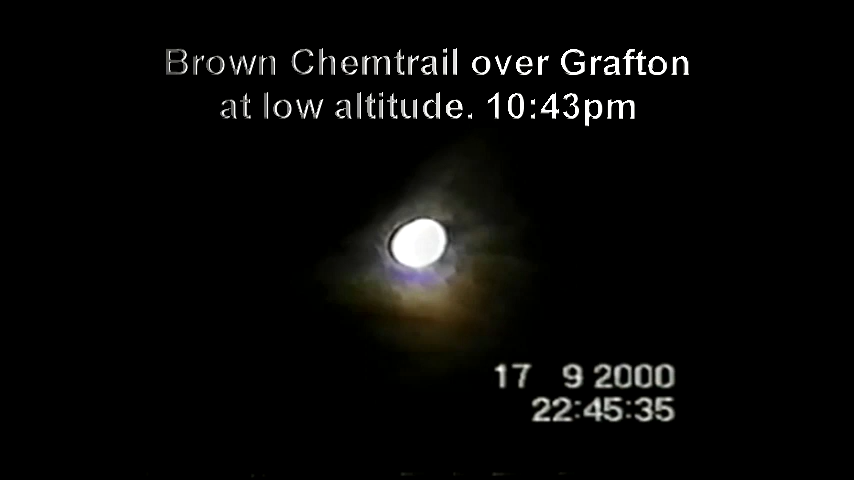 Brown Chemtrail over Grafton
at low altitude. 10:43pm
17 9 2000
22:45:35